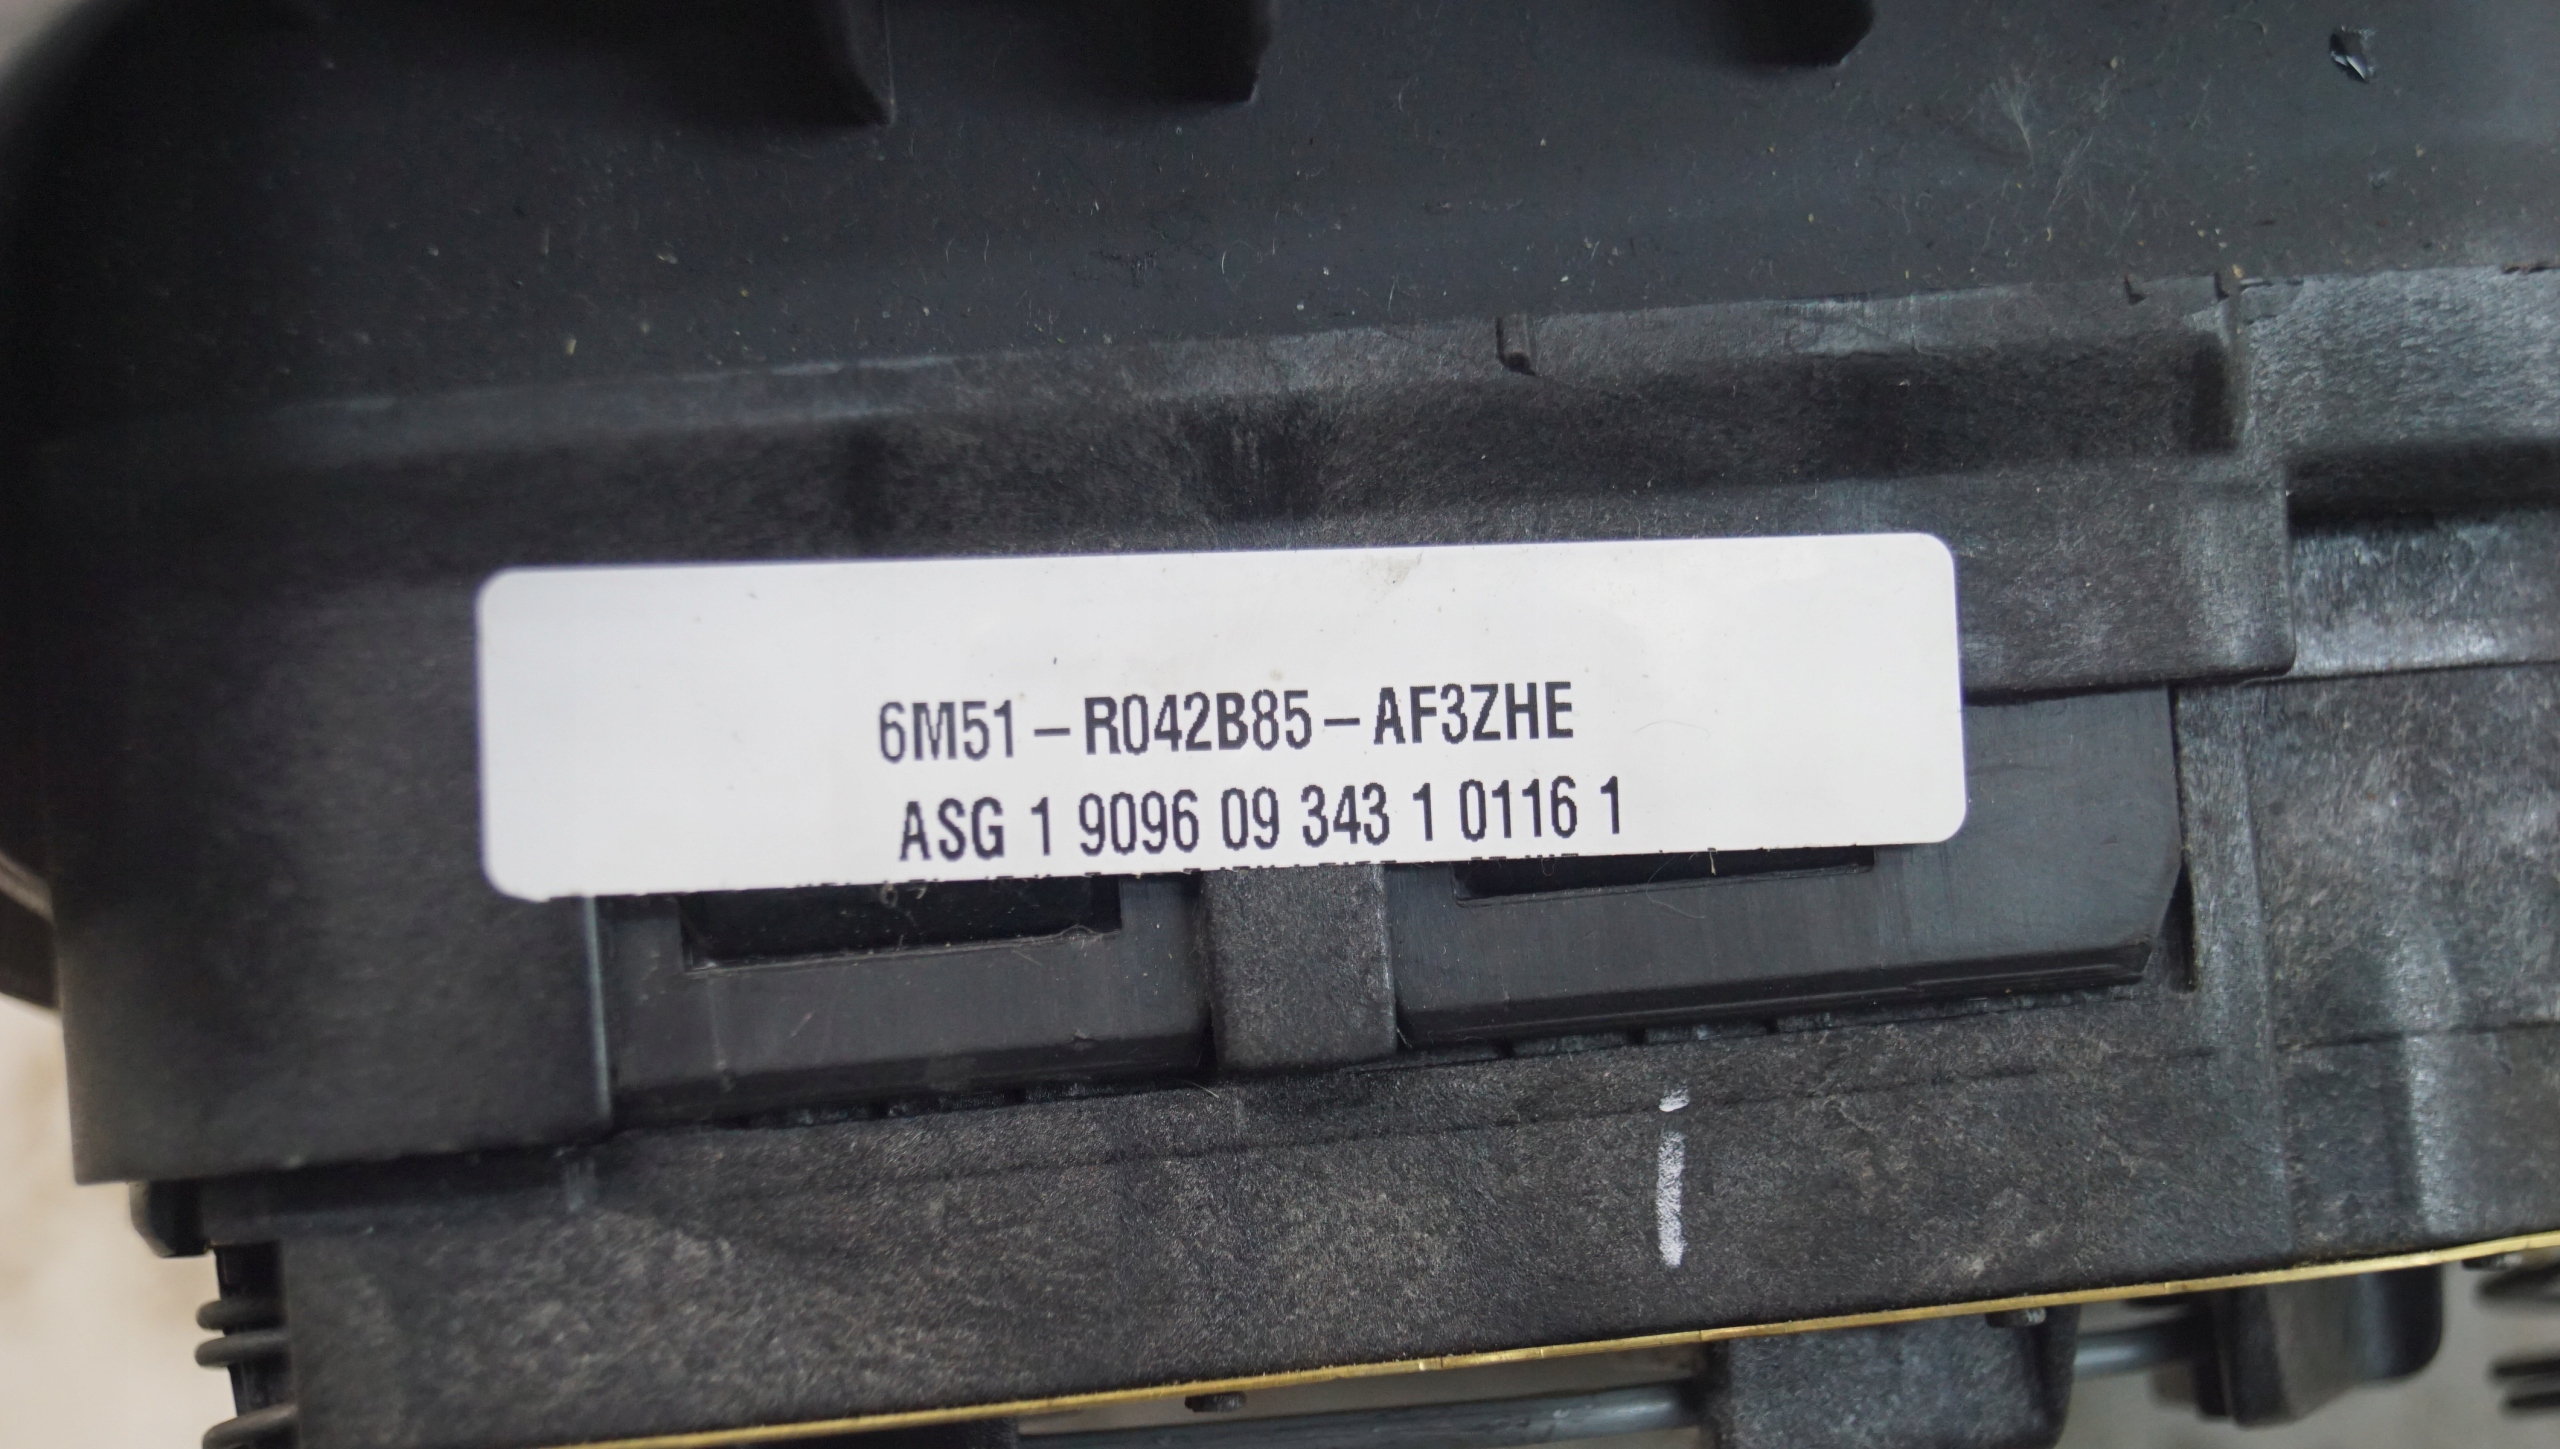 6M51-R042B85-AF3ZHE
ASG 1 9096 09 343 1 0116 1